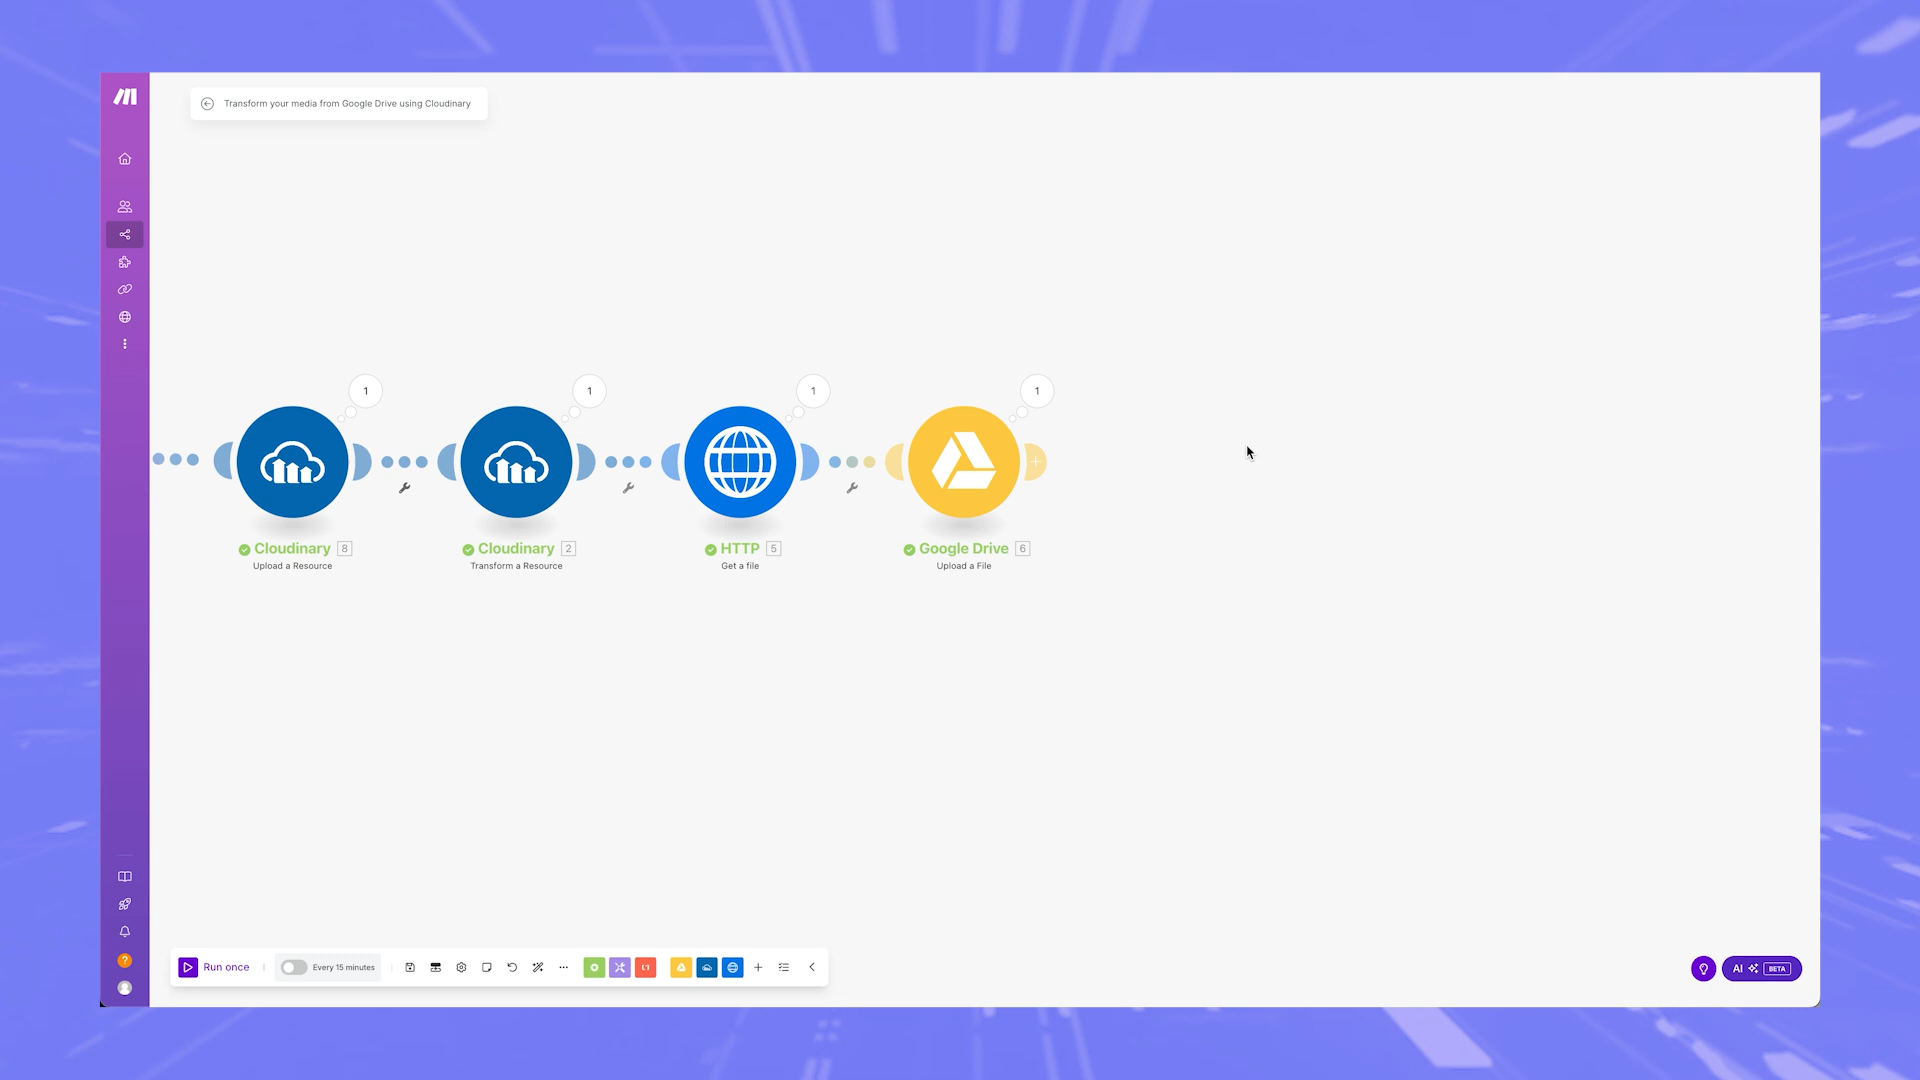 Transform your media from Google Drive using Cloudinary
1
1
1
1
Cloudinary 8
Upload a Resource
Cloudinary 2
Transform a Resource
HTTP 5
Get a file
Google Drive 6
Upload a File
Run once
Every 15 minutes
AI BETA
?